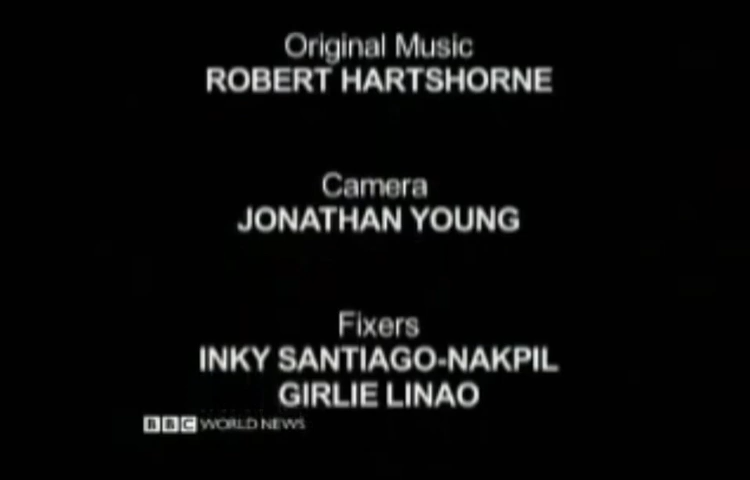 Original Music
ROBERT HARTSHORNE
Camera
JONATHAN YOUNG
Fixers
INKY SANTIAGO-NAKPIL
GIRLIE LINAO
BBC WORLD NEWS